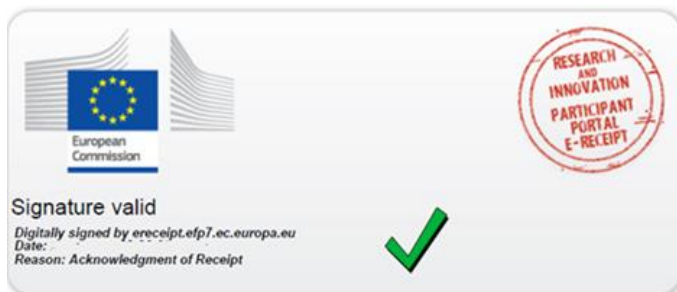 European
Commission
RESEARCH
AND
INNOVATION
PARTICIPANT
PORTAL
E-RECEIPT
Signature valid
Digitally signed by ereceipt.efp7.ec.europa.eu
Date:
Reason: Acknowledgment of Receipt